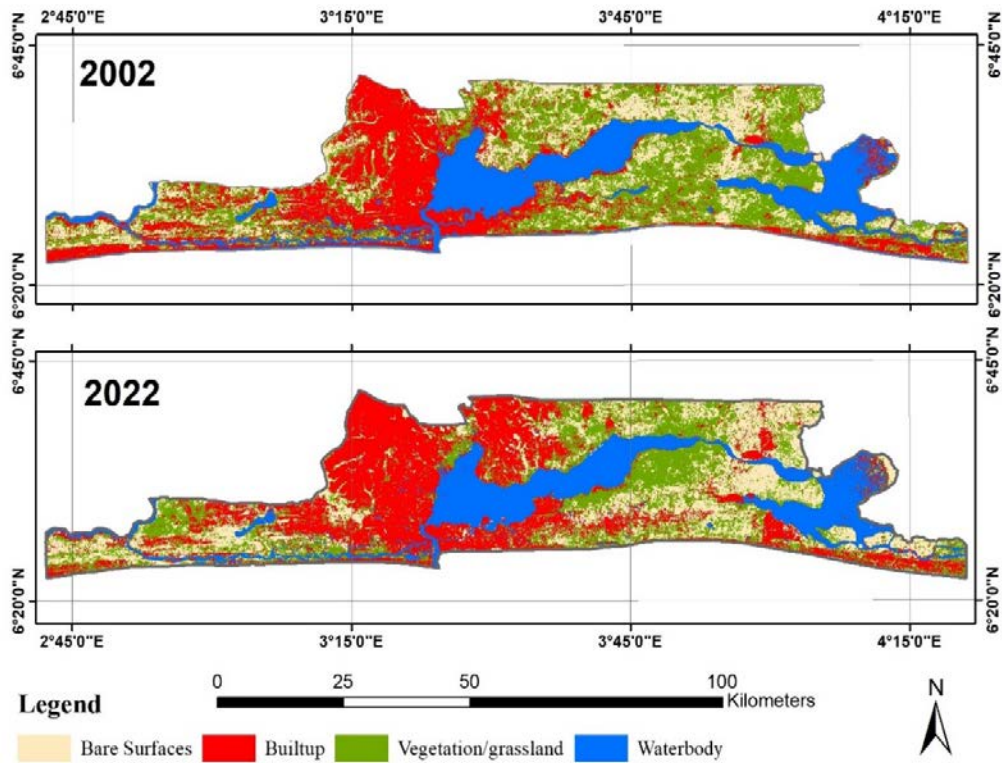 2°45'0"E 3°15'0"E 3°45'0"E 4°15'0"E
6°45'0"N 6°45'0"N
2002
6°20'0"N 6°20'0"N
6°45'0"N 6°45'0"N
2022
6°20'0"N 6°20'0"N
2°45'0"E 3°15'0"E 3°45'0"E 4°15'0"E
0 25 50 100
Kilometers
N
Legend
Bare Surfaces Builtup Vegetation/grassland Waterbody